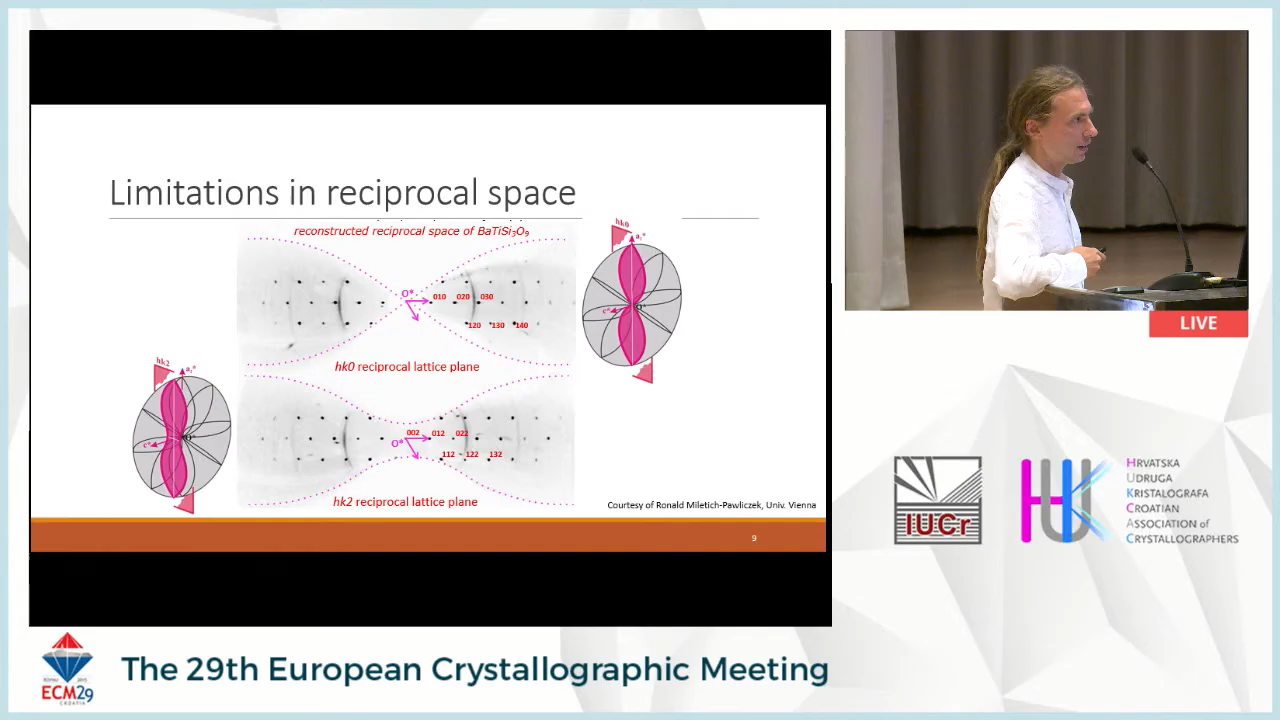 Limitations in reciprocal space
reconstructed reciprocal space of BaTiSi₃O₉
hk0
a₁*
c*
O*
O*
010 020 030
120 130 140
hk0 reciprocal lattice plane
hk2
a₁*
c*
O*
O*
002 012 022
112 122 132
hk2 reciprocal lattice plane
Courtesy of Ronald Miletich-Pawliczek, Univ. Vienna
9
LIVE
IUCr
HRVATSKA
UDRUGA
KRISTALOGRAFA
CROATIAN
ASSOCIATION of
CRYSTALLOGRAPHERS
ECM29
CROATIA
The 29th European Crystallographic Meeting